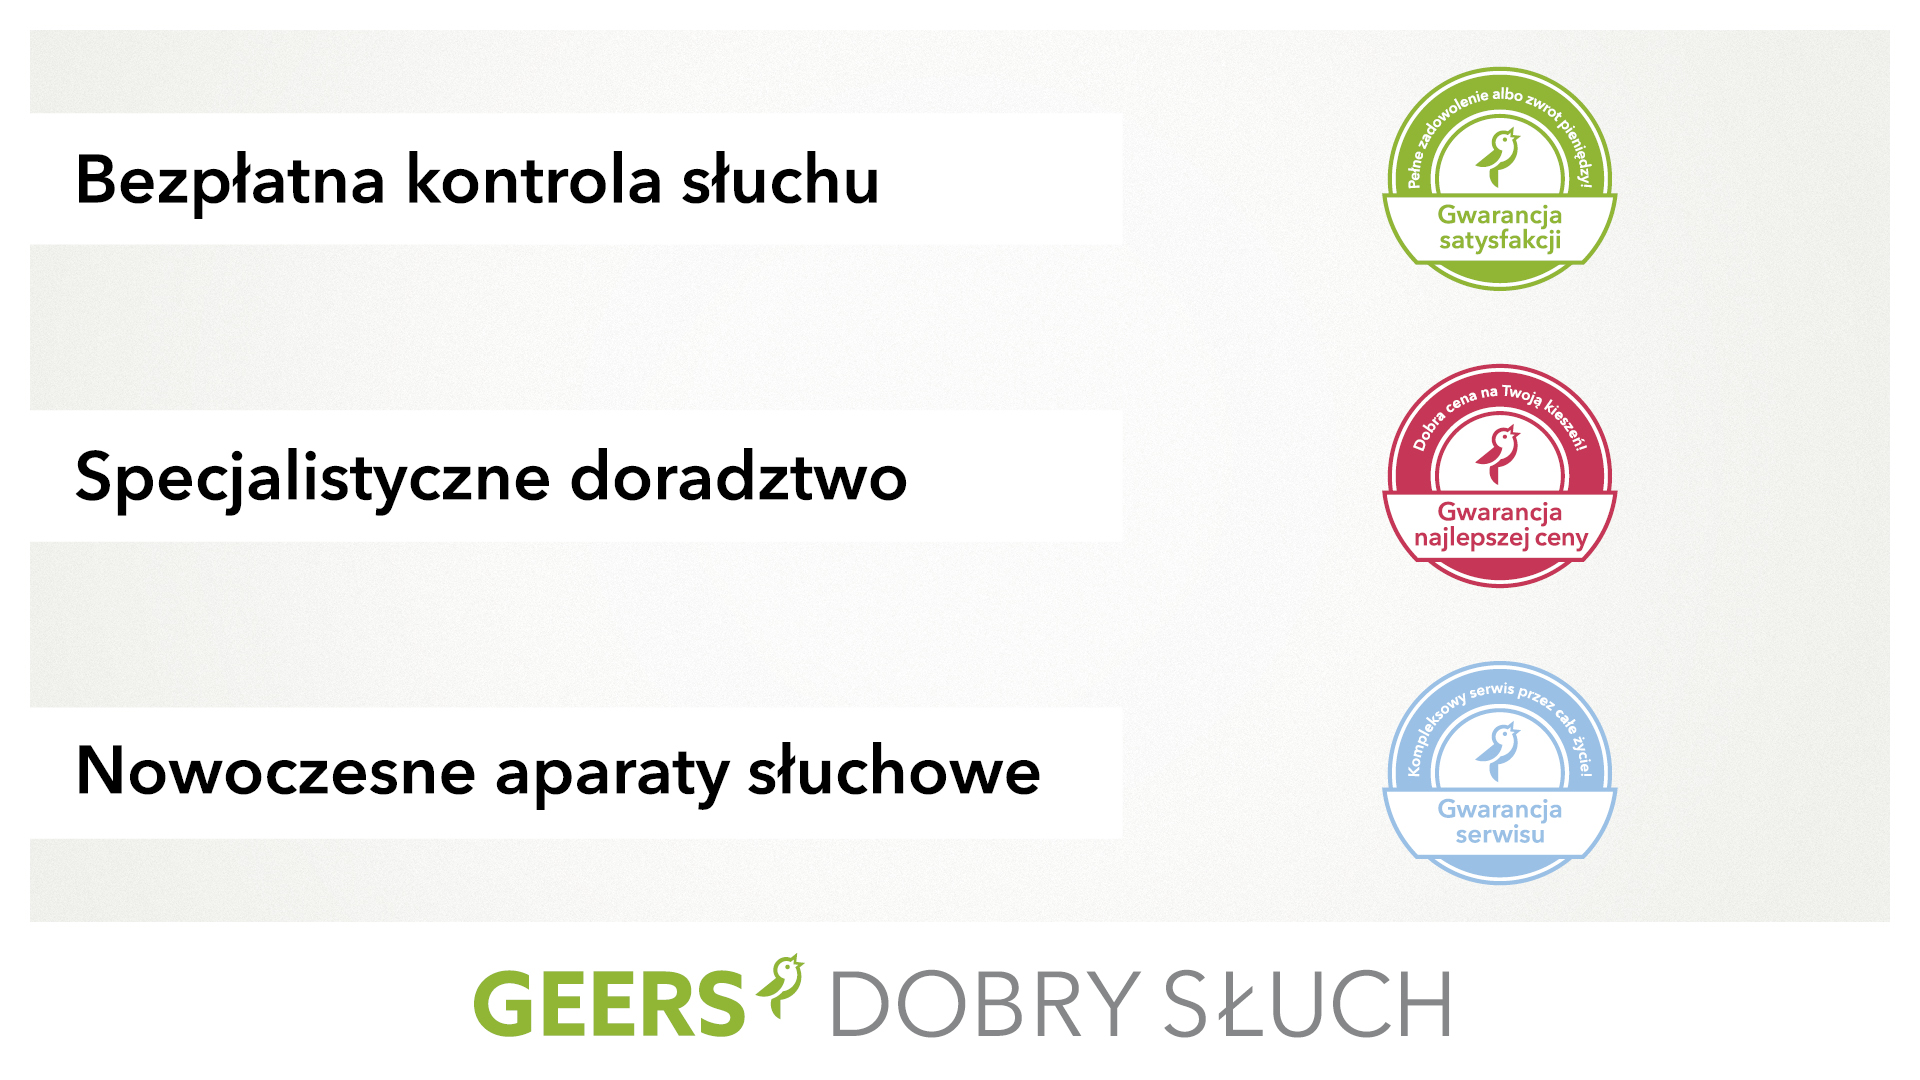 Bezpłatna kontrola słuchu
Pełne zadowolenie albo zwrot pieniędzy!
Gwarancja
satysfakcji
Specjalistyczne doradztwo
Dobra cena na Twoją kieszeń!
Gwarancja
najlepszej ceny
Nowoczesne aparaty słuchowe
Kompleksowy serwis przez całe życie!
Gwarancja
serwisu
GEERS DOBRY SŁUCH